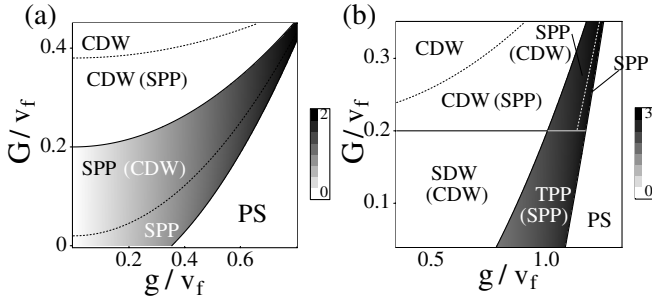 (a)
0.4
0.2
0
G / v_f
CDW
CDW (SPP)
SPP (CDW)
SPP
PS
0.2
0.4
0.6
g / v_f
2
0
(b)
0.3
0.2
0.1
G / v_f
CDW
CDW (SPP)
SPP
(CDW)
SPP
SDW
(CDW)
TPP
(SPP)
PS
0.5
1.0
g / v_f
3
0